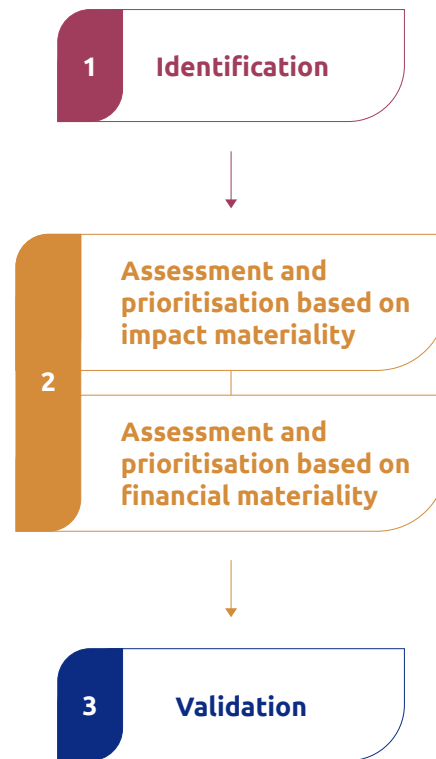 1
Identification
Assessment and
prioritisation based on
impact materiality
2
Assessment and
prioritisation based on
financial materiality
3
Validation